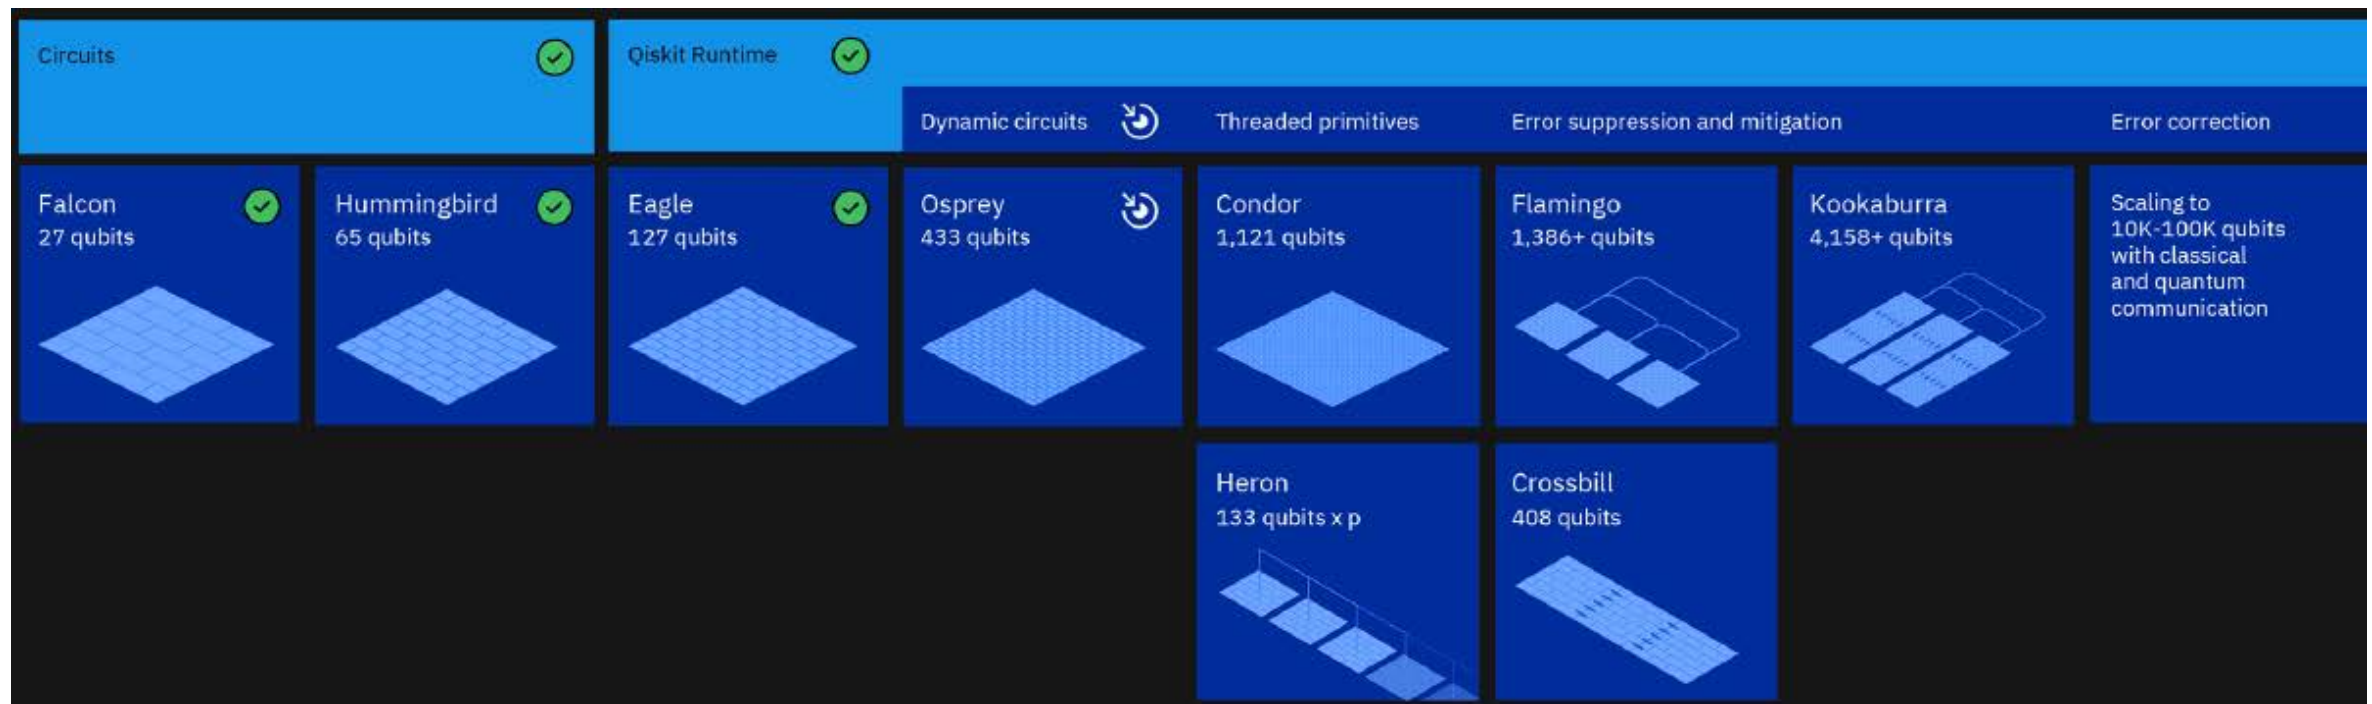 Circuits
Qiskit Runtime
Dynamic circuits
Threaded primitives
Error suppression and mitigation
Error correction
Falcon
27 qubits
Hummingbird
65 qubits
Eagle
127 qubits
Osprey
433 qubits
Condor
1,121 qubits
Flamingo
1,386+ qubits
Kookaburra
4,158+ qubits
Scaling to
10K-100K qubits
with classical
and quantum
communication
Heron
133 qubits x p
Crossbill
408 qubits